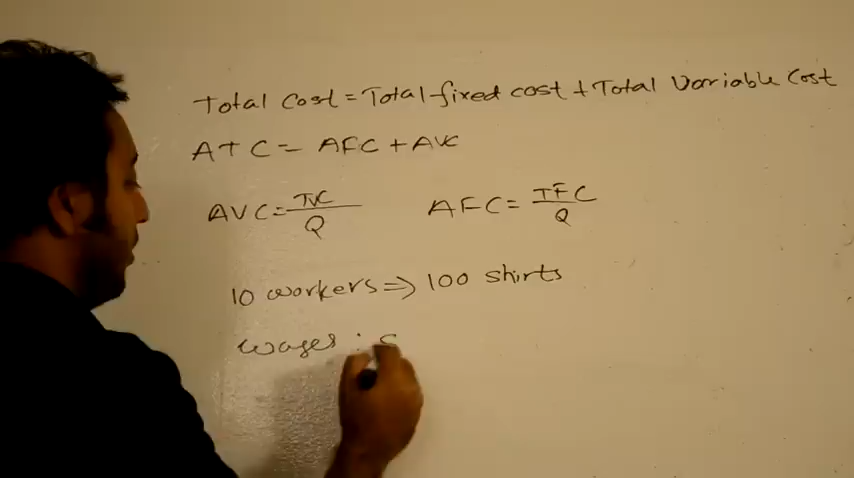 Total Cost = Total fixed cost + Total Variable Cost
ATC = AFC + AVC
AVC = TVC / Q    AFC = TFC / Q
10 workers => 100 shirts
Wages :